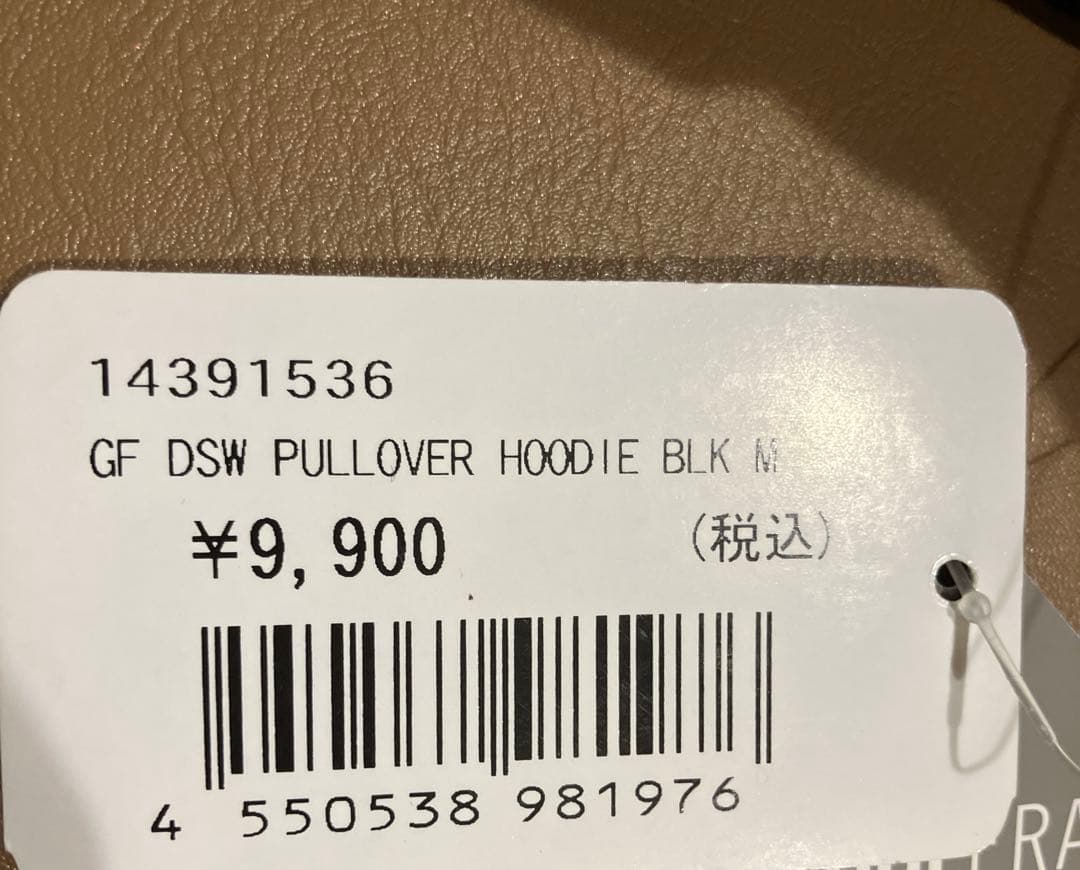 14391536
GF DSW PULLOVER HOODIE BLK M
¥9,900 (税込)
4 550538 981976